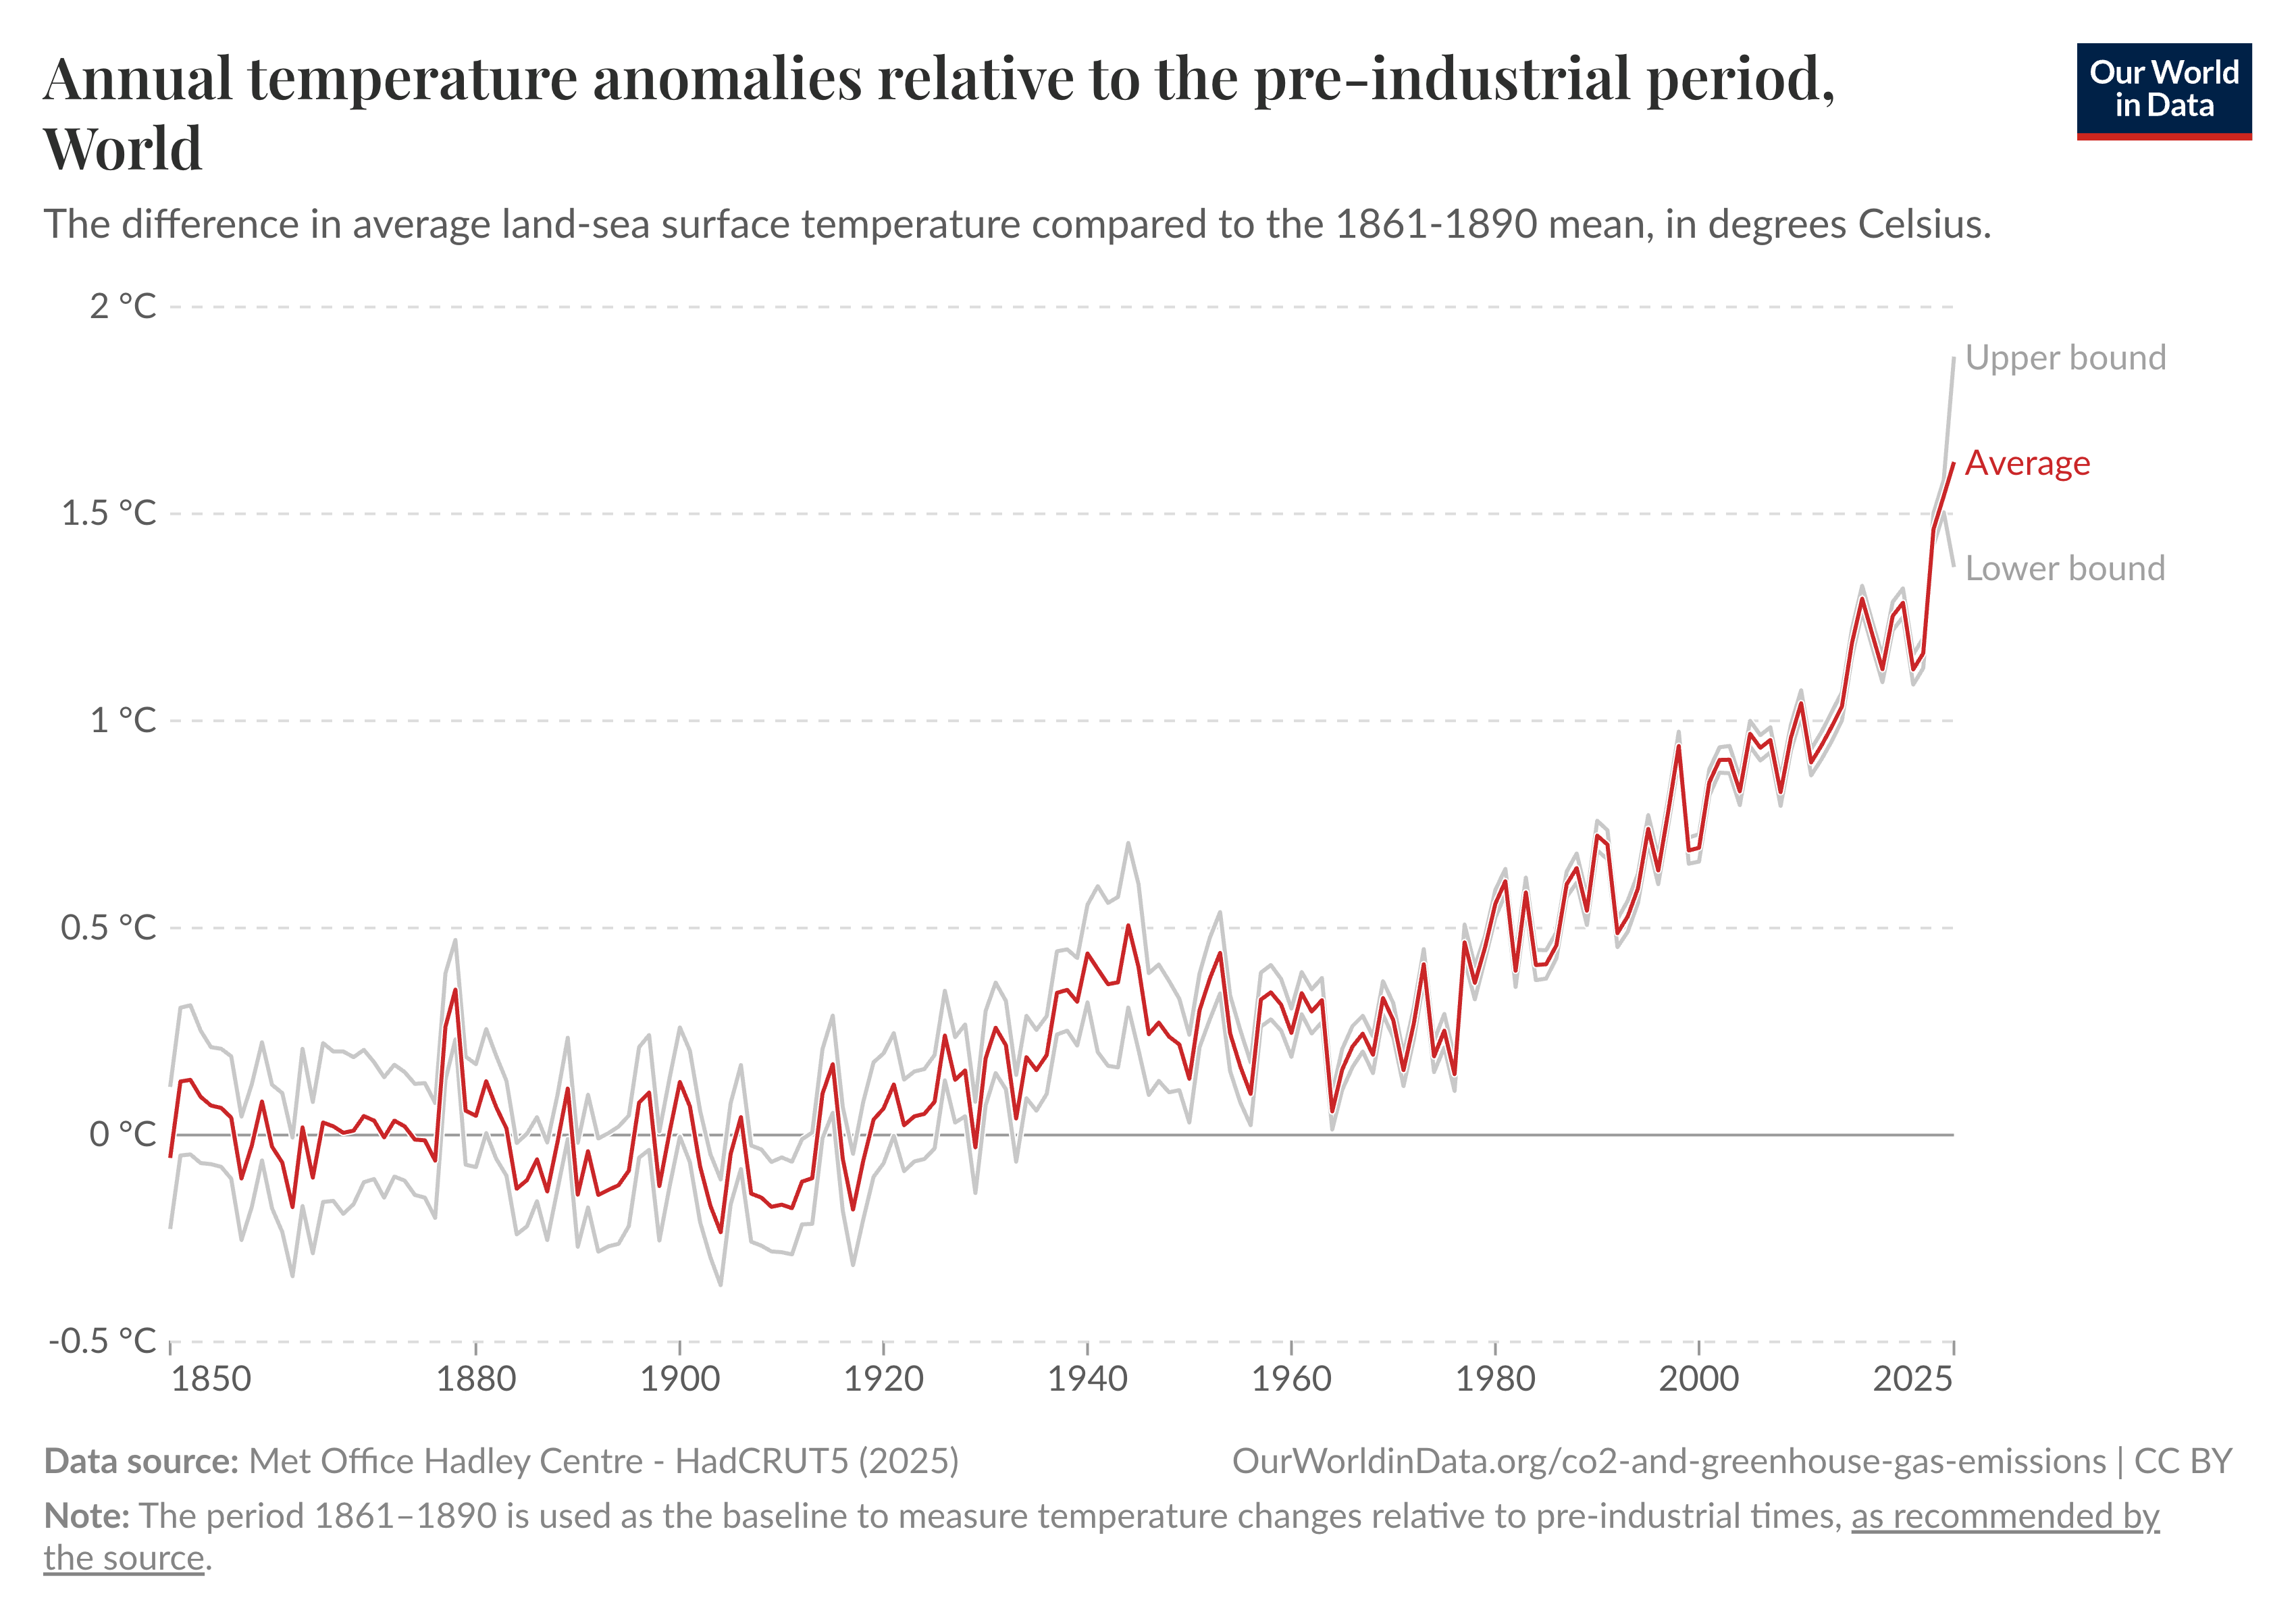 Annual temperature anomalies relative to the pre-industrial period,
World
Our World
in Data
The difference in average land-sea surface temperature compared to the 1861-1890 mean, in degrees Celsius.
2 °C
Upper bound
Average
1.5 °C
Lower bound
1 °C
0.5 °C
0 °C
-0.5 °C
1850 1880 1900 1920 1940 1960 1980 2000 2025
Data source: Met Office Hadley Centre - HadCRUT5 (2025)
OurWorldinData.org/co2-and-greenhouse-gas-emissions | CC BY
Note: The period 1861–1890 is used as the baseline to measure temperature changes relative to pre-industrial times, as recommended by
the source.